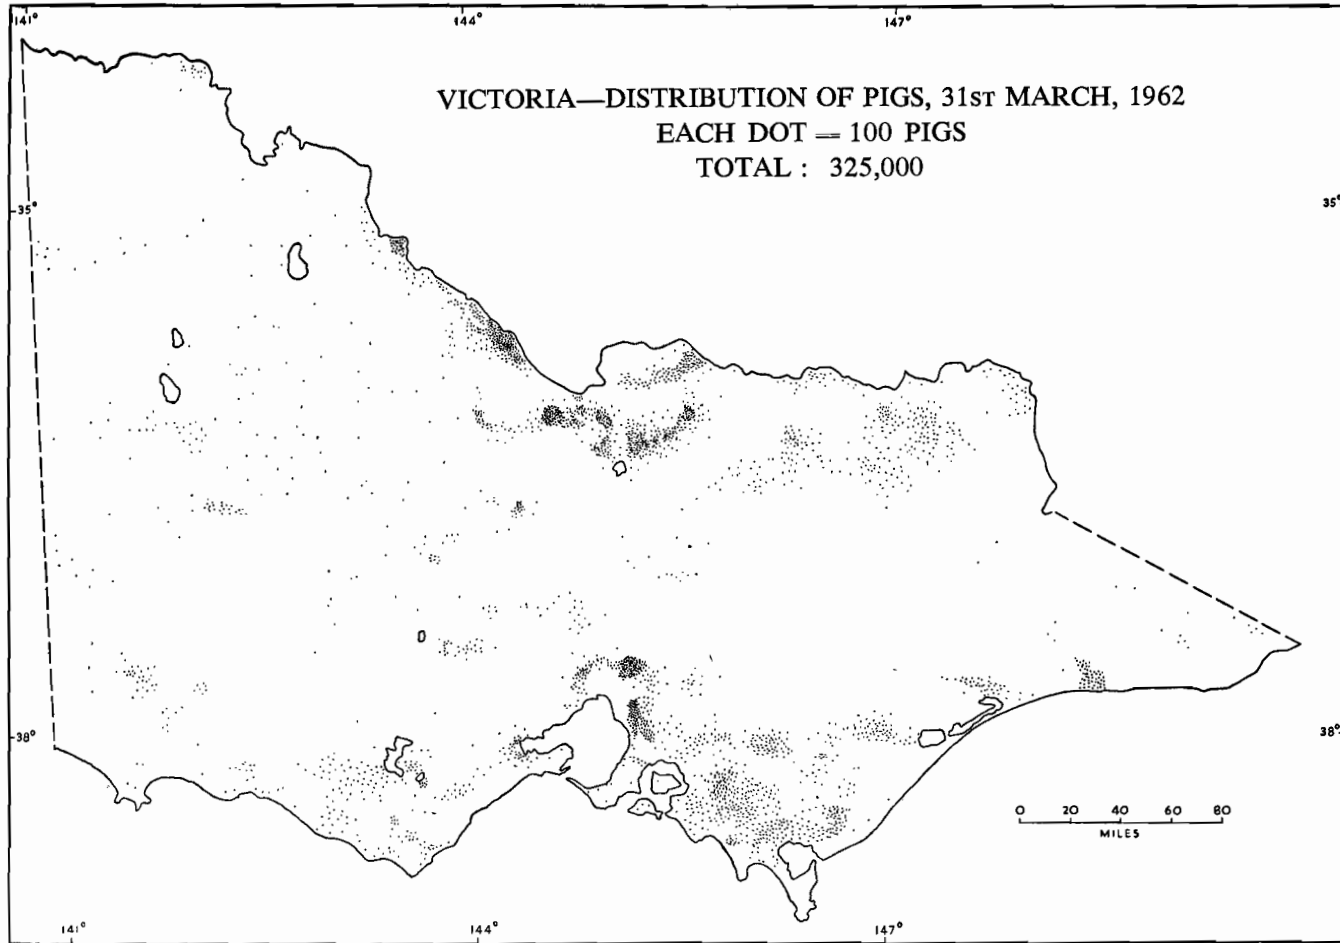 141° 144° 147°
VICTORIA—DISTRIBUTION OF PIGS, 31ST MARCH, 1962
EACH DOT = 100 PIGS
TOTAL : 325,000
35° 35°
38° 38°
0 20 40 60 80
MILES
141° 144° 147°